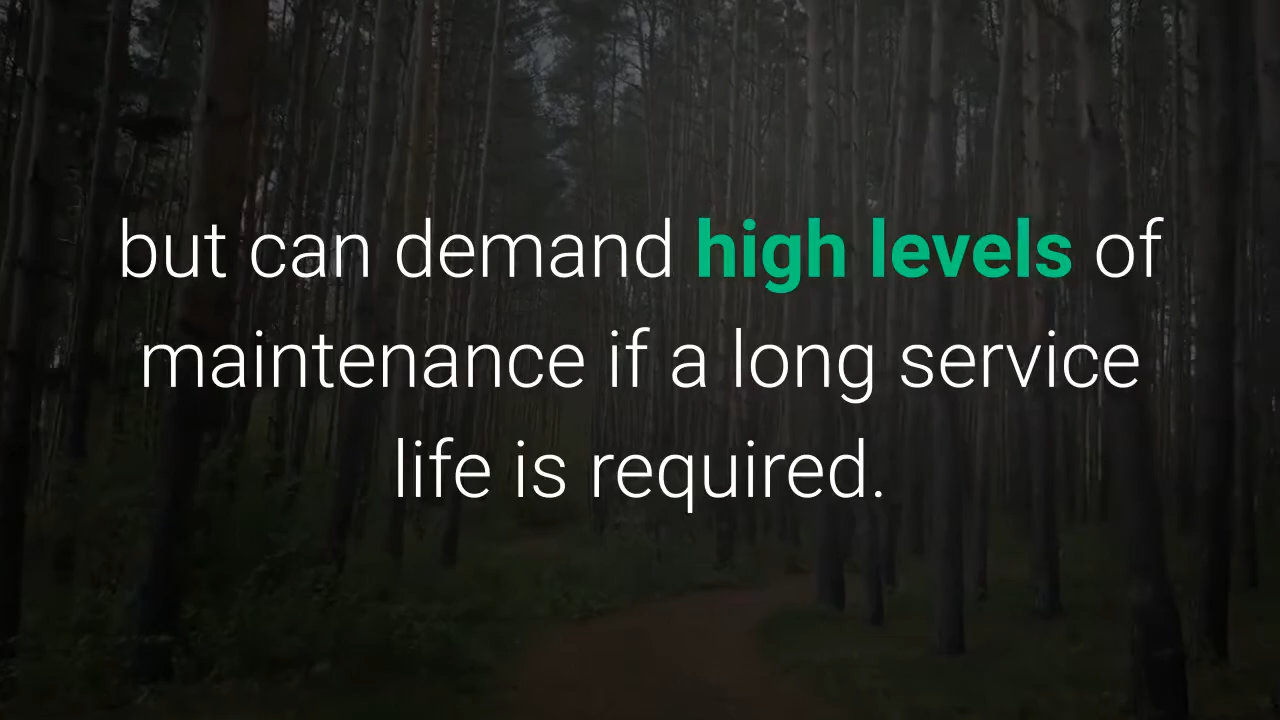 but can demand high levels of
maintenance if a long service
life is required.